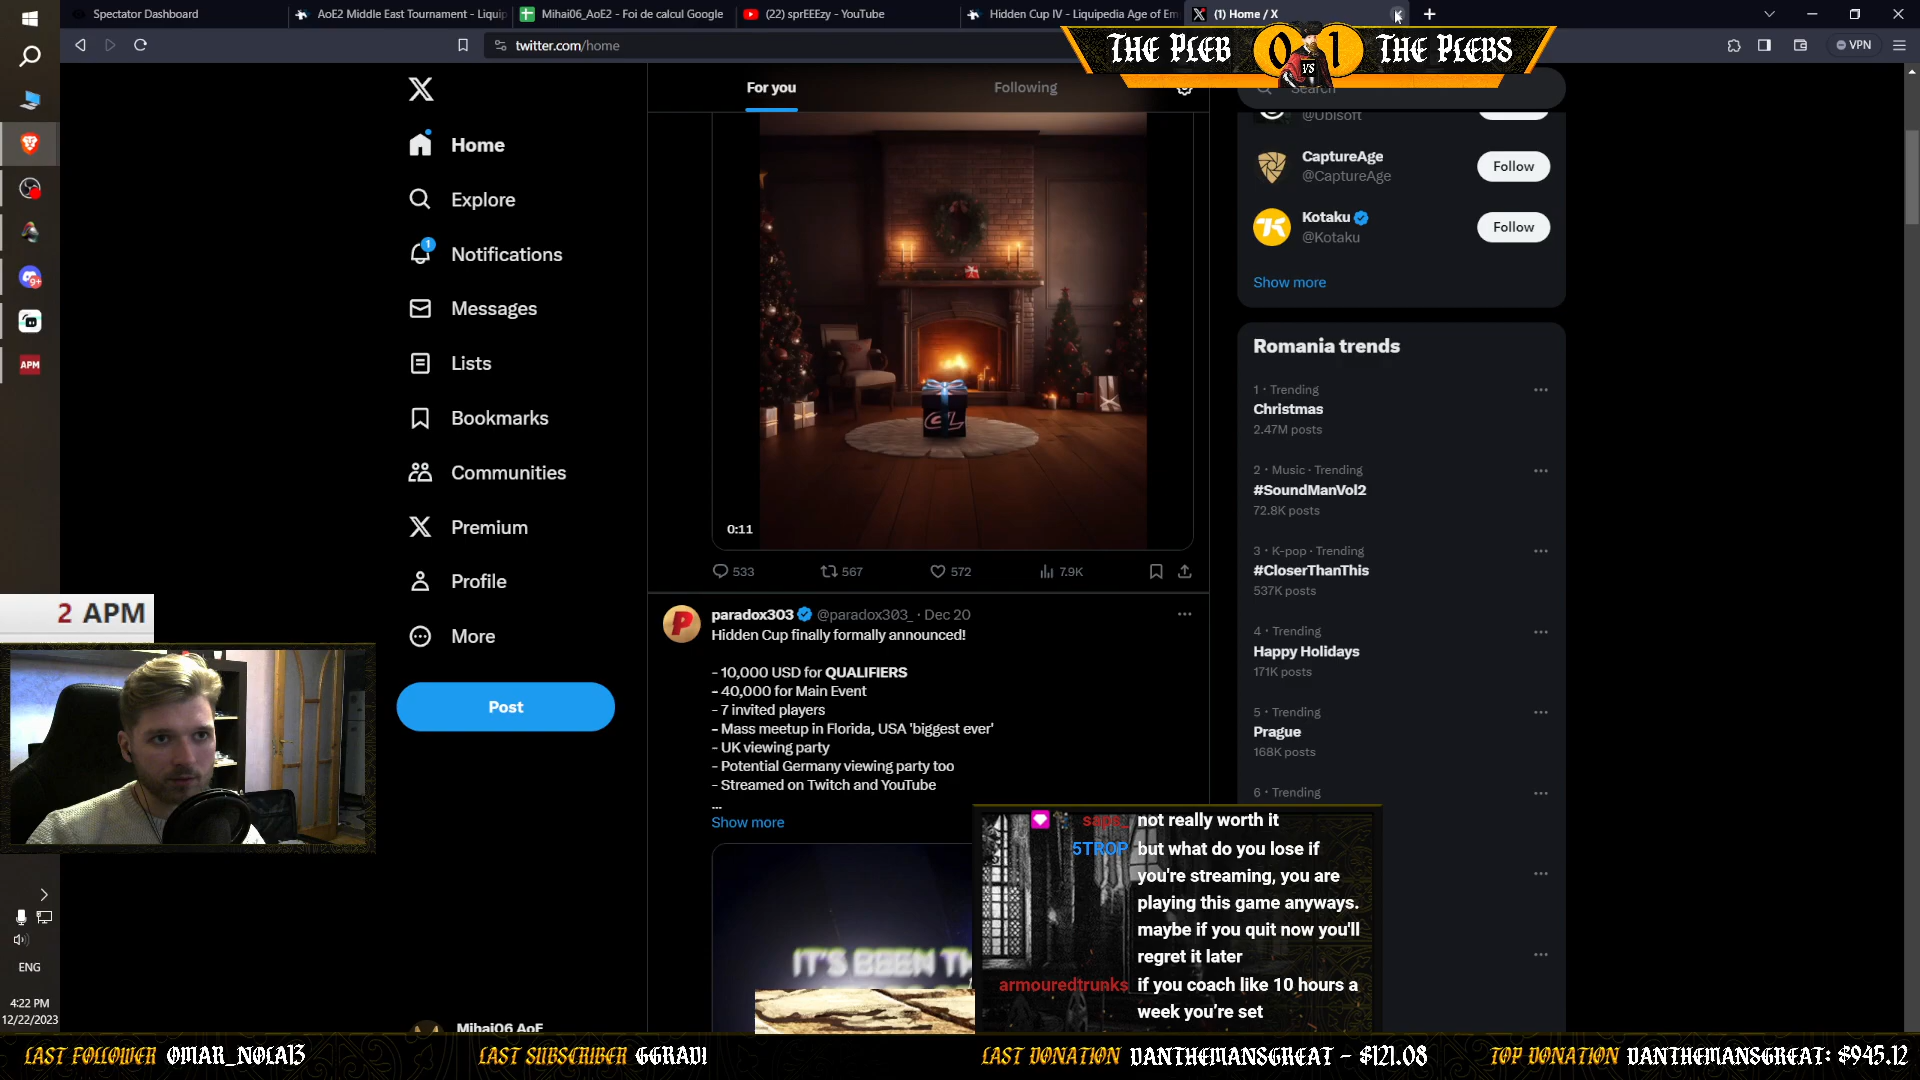 Spectator Dashboard
AoE2 Middle East Tournament - Liquip
Mihai06_AoE2 - Foi de calcul Google
(22) sprEEEzy - YouTube
Hidden Cup IV - Liquipedia Age of Em
(1) Home / X
twitter.com/home
VPN
THE PLEB 0 VS 1 THE PLEBS
For you
Following
Search
Home
Explore
1
Notifications
Messages
Lists
Bookmarks
Communities
Premium
Profile
More
Post
Mihai06 AoE
0:11
533
567
572
7.9K
paradox303 @paradox303_ · Dec 20
Hidden Cup finally formally announced!
- 10,000 USD for QUALIFIERS
- 40,000 for Main Event
- 7 invited players
- Mass meetup in Florida, USA 'biggest ever'
- UK viewing party
- Potential Germany viewing party too
- Streamed on Twitch and YouTube
...
Show more
IT'S BEEN
@Ubisoft
CaptureAge
@CaptureAge
Follow
Kotaku
@Kotaku
Follow
Show more
Romania trends
1 · Trending
Christmas
2.47M posts
2 · Music · Trending
#SoundManVol2
72.8K posts
3 · K-pop · Trending
#CloserThanThis
537K posts
4 · Trending
Happy Holidays
171K posts
5 · Trending
Prague
168K posts
6 · Trending
saps_ not really worth it
5TROP but what do you lose if
you're streaming, you are
playing this game anyways.
maybe if you quit now you'll
regret it later
armouredtrunks if you coach like 10 hours a
week you're set
9+
APM
2 APM
ENG
4:22 PM
12/22/2023
LAST FOLLOWER OMAR_NOLA13
LAST SUBSCRIBER GGRADI
LAST DONATION DANTHEMANSGREAT - $121.08
TOP DONATION DANTHEMANSGREAT: $945.12